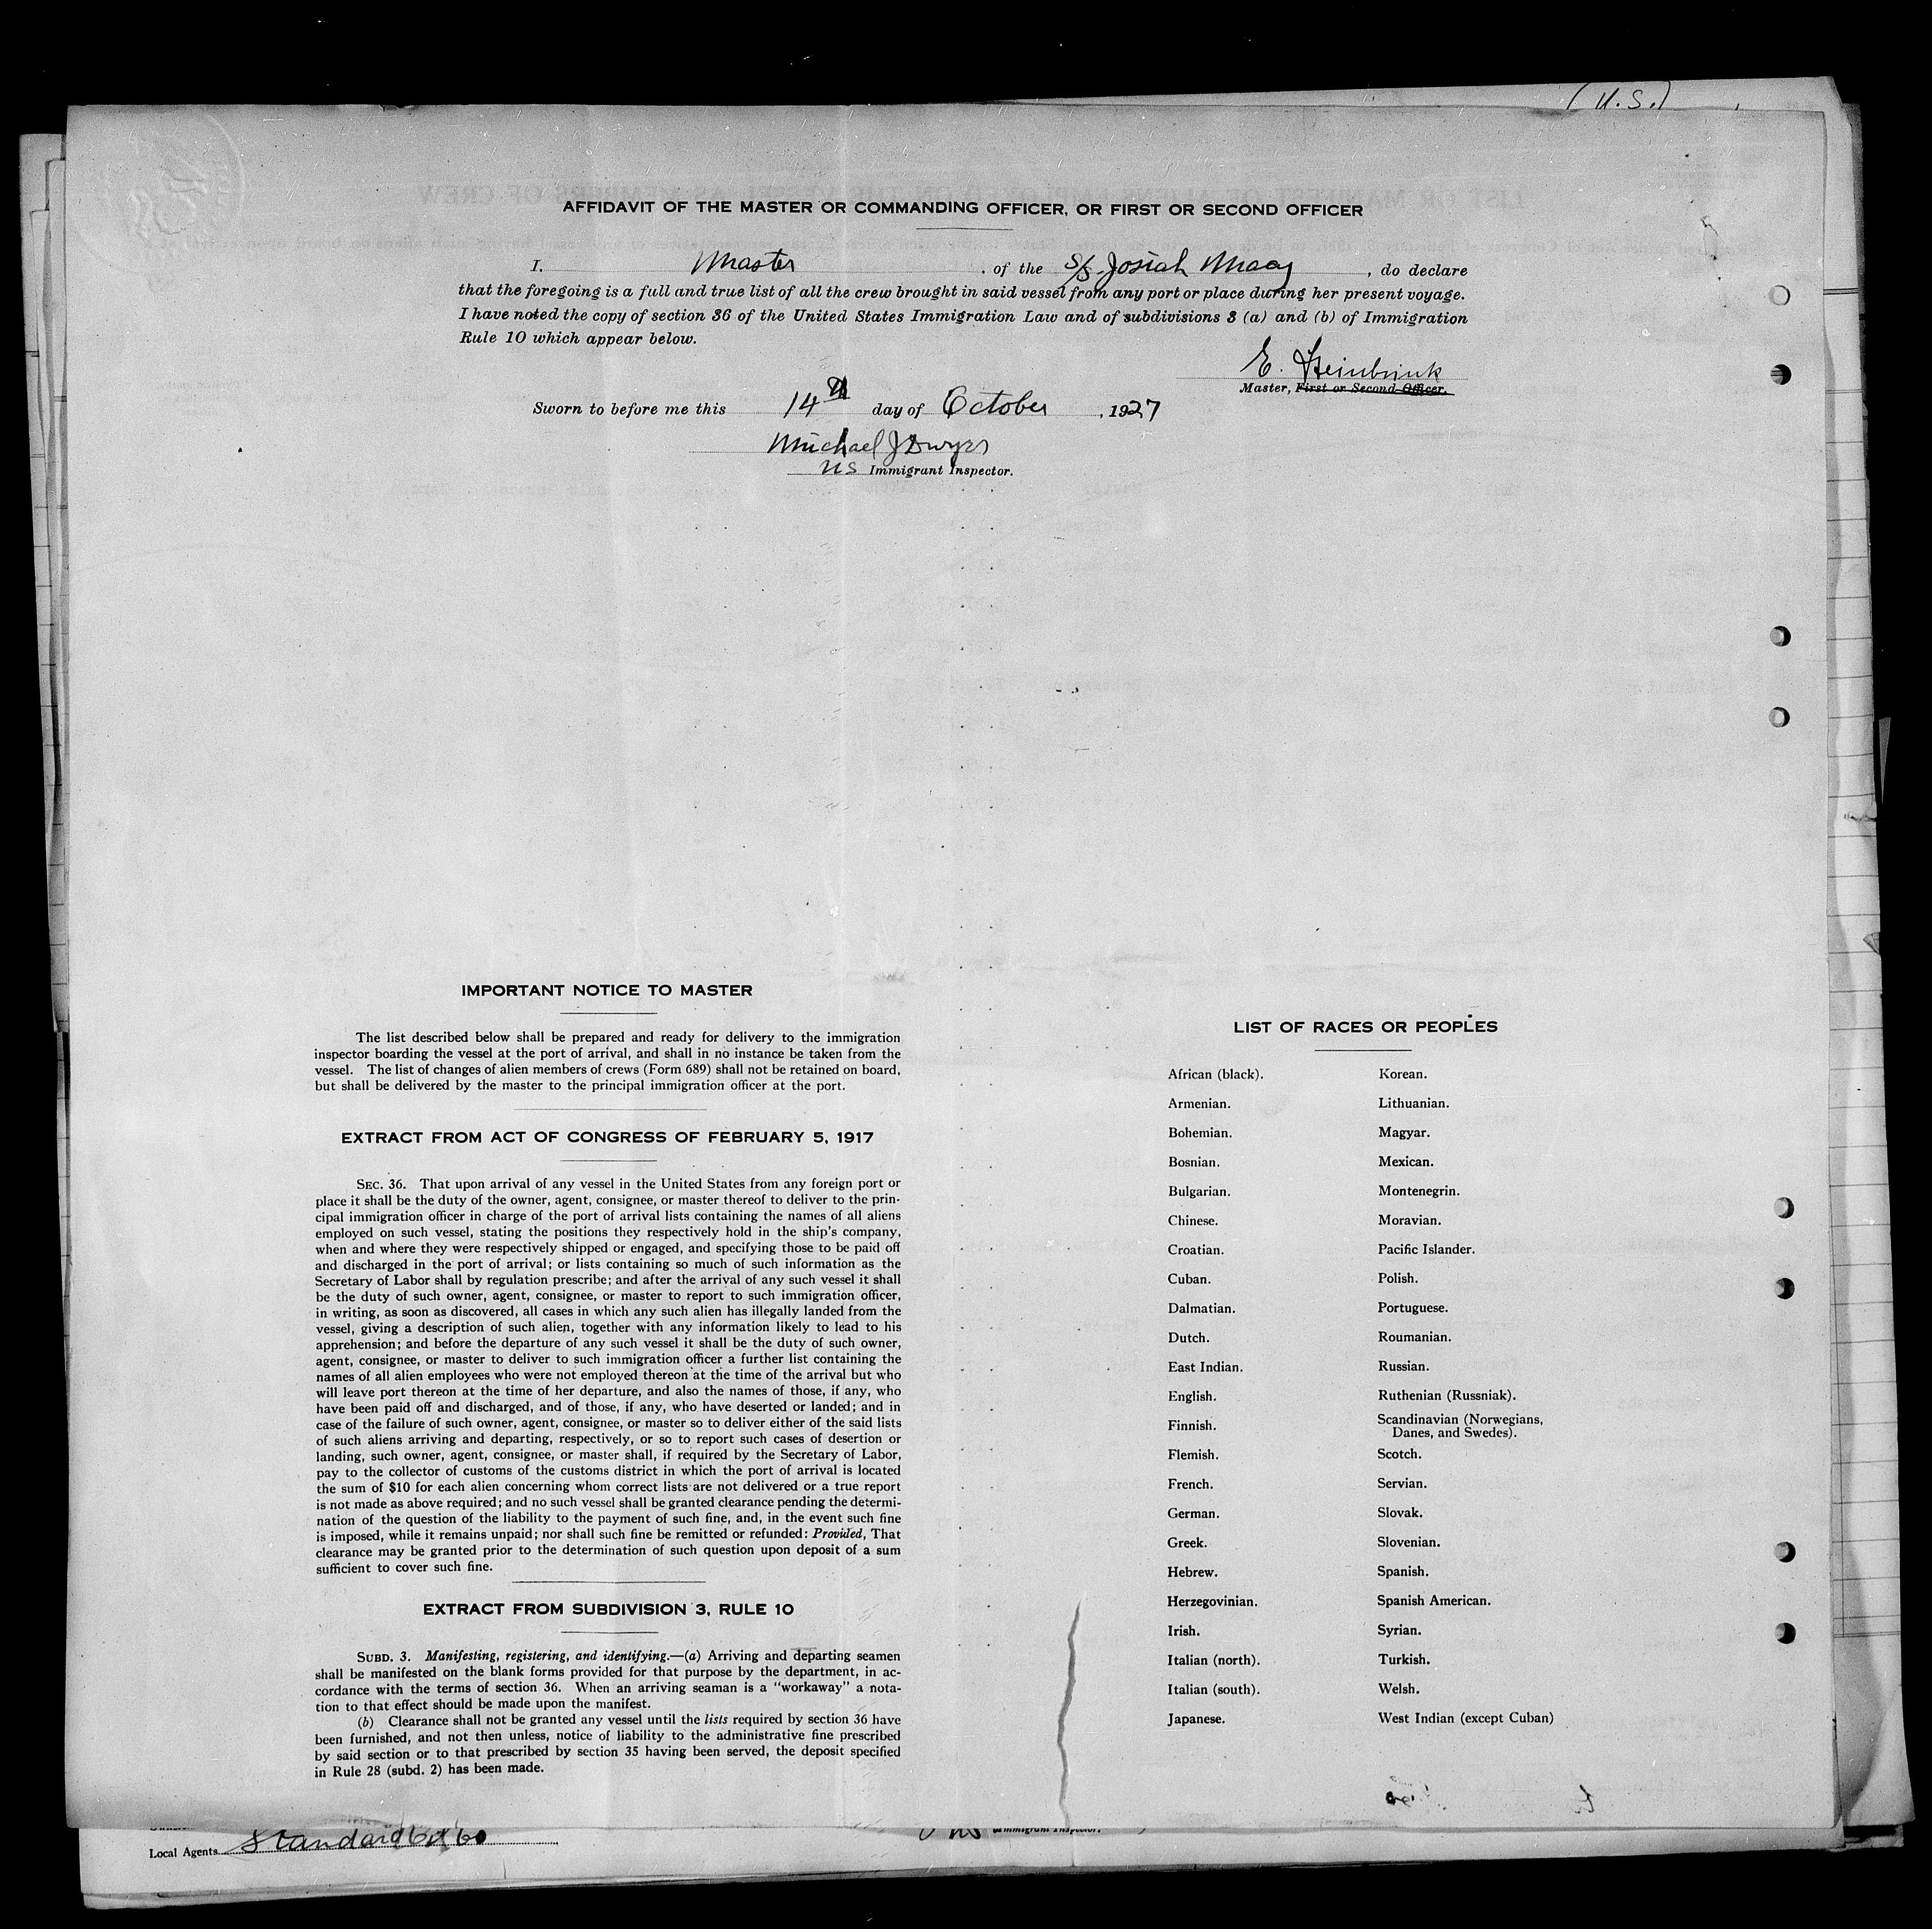 ( U.S.)
AFFIDAVIT OF THE MASTER OR COMMANDING OFFICER, OR FIRST OR SECOND OFFICER
I, Master, of the S/S. Josiah Macy, do declare
that the foregoing is a full and true list of all the crew brought in said vessel from any port or place during her present voyage.
I have noted the copy of section 36 of the United States Immigration Law and of subdivisions 3 (a) and (b) of Immigration
Rule 10 which appear below.
E. Steinbrink
Master, First or Second Officer.
Sworn to before me this 14th day of October, 1927
Michael J Dwyer
US Immigrant Inspector.
IMPORTANT NOTICE TO MASTER
The list described below shall be prepared and ready for delivery to the immigration
inspector boarding the vessel at the port of arrival, and shall in no instance be taken from the
vessel. The list of changes of alien members of crews (Form 689) shall not be retained on board,
but shall be delivered by the master to the principal immigration officer at the port.
EXTRACT FROM ACT OF CONGRESS OF FEBRUARY 5, 1917
SEC. 36. That upon arrival of any vessel in the United States from any foreign port or
place it shall be the duty of the owner, agent, consignee, or master thereof to deliver to the prin-
cipal immigration officer in charge of the port of arrival lists containing the names of all aliens
employed on such vessel, stating the positions they respectively hold in the ship's company,
when and where they were respectively shipped or engaged, and specifying those to be paid off
and discharged in the port of arrival; or lists containing so much of such information as the
Secretary of Labor shall by regulation prescribe; and after the arrival of any such vessel it shall
be the duty of such owner, agent, consignee, or master to report to such immigration officer,
in writing, as soon as discovered, all cases in which any such alien has illegally landed from the
vessel, giving a description of such alien, together with any information likely to lead to his
apprehension; and before the departure of any such vessel it shall be the duty of such owner,
agent, consignee, or master to deliver to such immigration officer a further list containing the
names of all alien employees who were not employed thereon at the time of the arrival but who
will leave port thereon at the time of her departure, and also the names of those, if any, who
have been paid off and discharged, and of those, if any, who have deserted or landed; and in
case of the failure of such owner, agent, consignee, or master so to deliver either of the said lists
of such aliens arriving and departing, respectively, or so to report such cases of desertion or
landing, such owner, agent, consignee, or master shall, if required by the Secretary of Labor,
pay to the collector of customs of the customs district in which the port of arrival is located
the sum of $10 for each alien concerning whom correct lists are not delivered or a true report
is not made as above required; and no such vessel shall be granted clearance pending the determi-
nation of the question of the liability to the payment of such fine, and, in the event such fine
is imposed, while it remains unpaid; nor shall such fine be remitted or refunded: Provided, That
clearance may be granted prior to the determination of such question upon deposit of a sum
sufficient to cover such fine.
EXTRACT FROM SUBDIVISION 3, RULE 10
SUBD. 3. Manifesting, registering, and identifying.—(a) Arriving and departing seamen
shall be manifested on the blank forms provided for that purpose by the department, in ac-
cordance with the terms of section 36. When an arriving seaman is a "workaway" a nota-
tion to that effect should be made upon the manifest.
(b) Clearance shall not be granted any vessel until the lists required by section 36 have
been furnished, and not then unless, notice of liability to the administrative fine prescribed
by said section or to that prescribed by section 35 having been served, the deposit specified
in Rule 28 (subd. 2) has been made.
LIST OF RACES OR PEOPLES
African (black).
Armenian.
Bohemian.
Bosnian.
Bulgarian.
Chinese.
Croatian.
Cuban.
Dalmatian.
Dutch.
East Indian.
English.
Finnish.
Flemish.
French.
German.
Greek.
Hebrew.
Herzegovinian.
Irish.
Italian (north).
Italian (south).
Japanese.
Korean.
Lithuanian.
Magyar.
Mexican.
Montenegrin.
Moravian.
Pacific Islander.
Polish.
Portuguese.
Roumanian.
Russian.
Ruthenian (Russniak).
Scandinavian (Norwegians,
Danes, and Swedes).
Scotch.
Servian.
Slovak.
Slovenian.
Spanish.
Spanish American.
Syrian.
Turkish.
Welsh.
West Indian (except Cuban)
Local Agents Standard Oil Co
Immigrant Inspector.